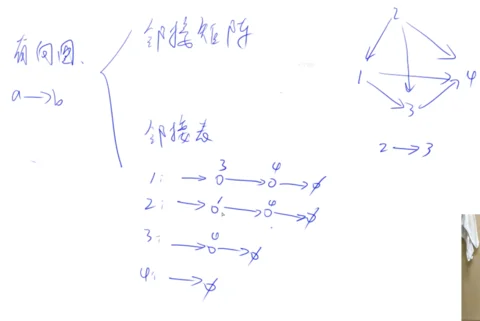 有向图.
a→b
邻接矩阵
邻接表
1: → 3 → 4 → ∅
2: → 1 → 4 → ∅
3: → 4 → ∅
4: → ∅
2
1 4
3
2 → 3